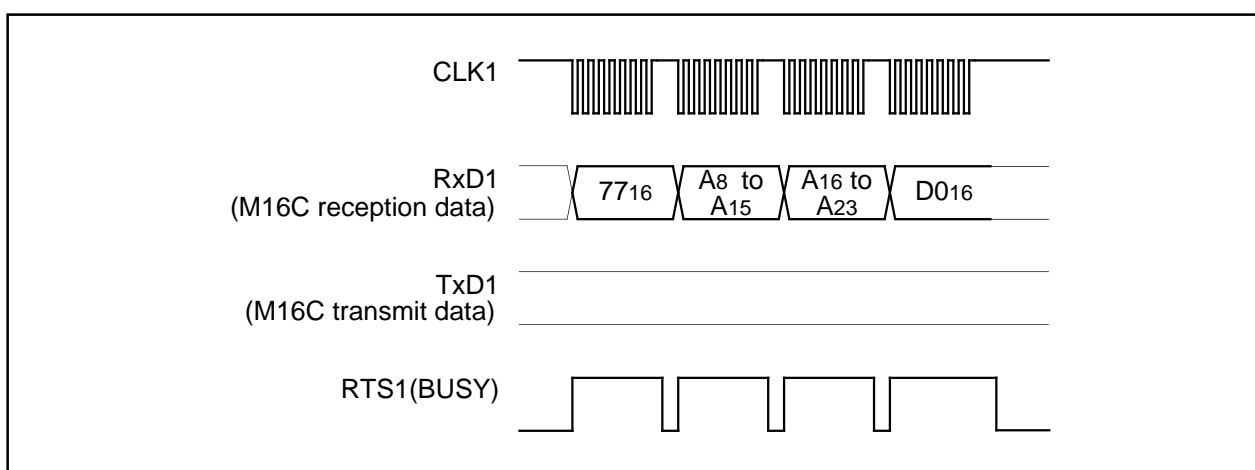 CLK1
RxD1
(M16C reception data)
7716
A8 to
A15
A16 to
A23
D016
TxD1
(M16C transmit data)
RTS1(BUSY)